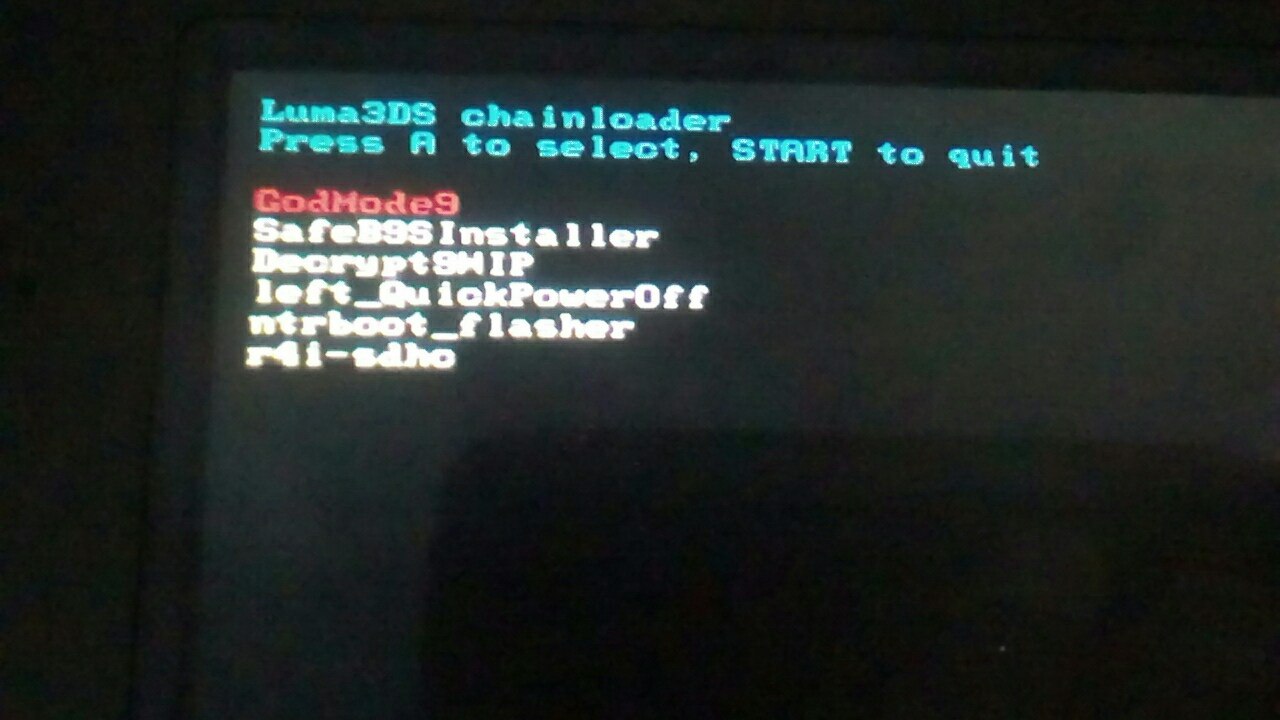 Luma3DS chainloader
Press A to select, START to quit
GodMode9
SafeB9SInstaller
Decrypt9WIP
left_QuickPowerOff
ntrboot_flasher
r4i-sdhc